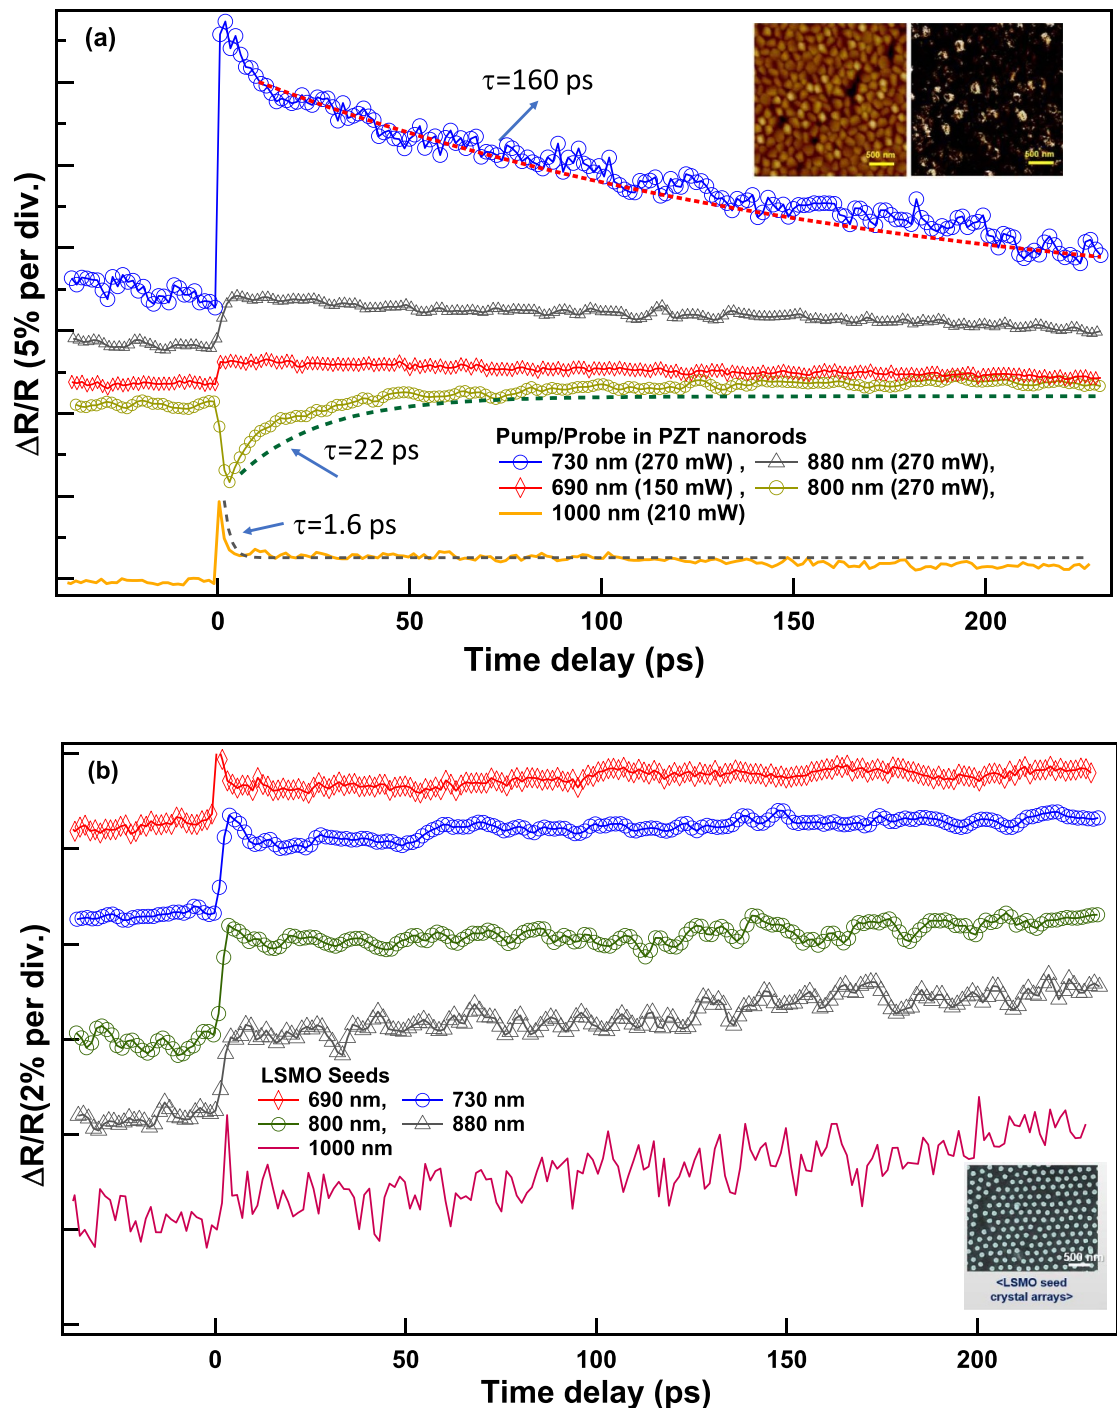 (a)
τ=160 ps
500 nm
500 nm
ΔR/R (5% per div.)
τ=22 ps
τ=1.6 ps
Pump/Probe in PZT nanorods
730 nm (270 mW) , 880 nm (270 mW),
690 nm (150 mW) , 800 nm (270 mW),
1000 nm (210 mW)
0 50 100 150 200
Time delay (ps)
(b)
ΔR/R(2% per div.)
LSMO Seeds
690 nm, 730 nm
800 nm, 880 nm
1000 nm
500 nm
<LSMO seed
crystal arrays>
0 50 100 150 200
Time delay (ps)